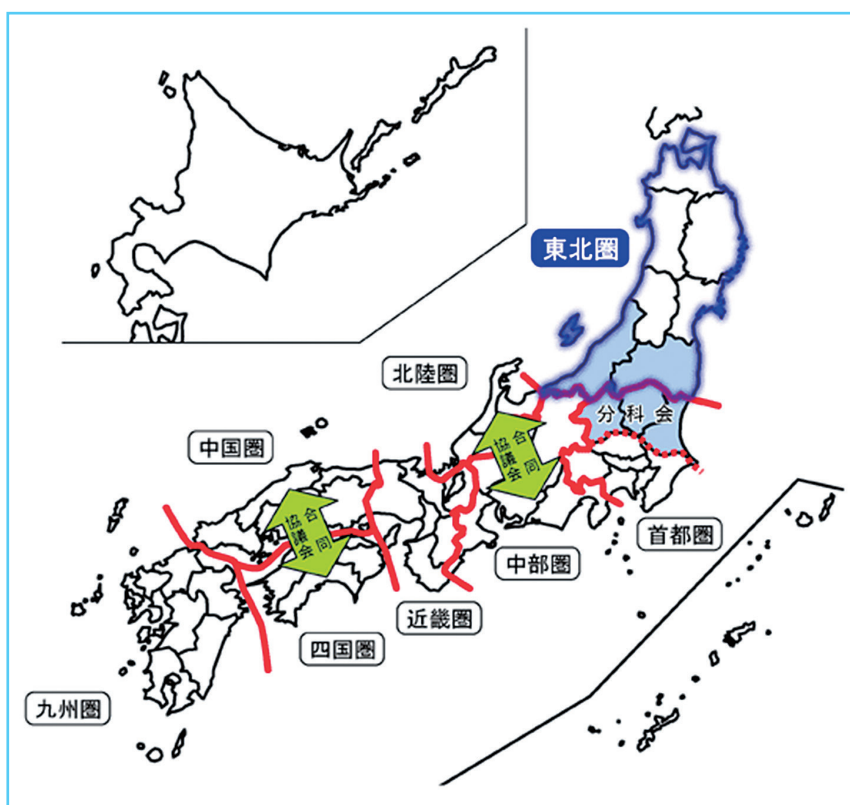 東北圏
北陸圏
分科会
中国圏
合同
協議会
合同
協議会
首都圏
中部圏
近畿圏
四国圏
九州圏